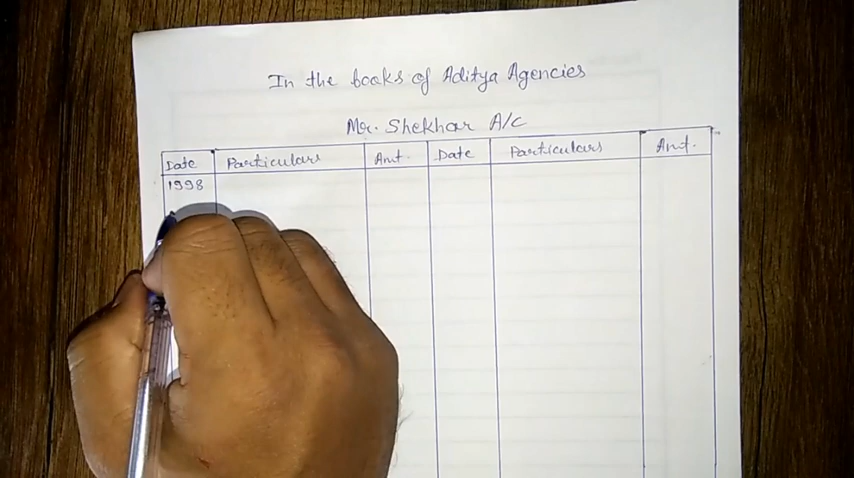 In the books of Aditya Agencies
Mr. Shekhar A/C
Date Particulars Amt. Date Particulars Amt.
1998